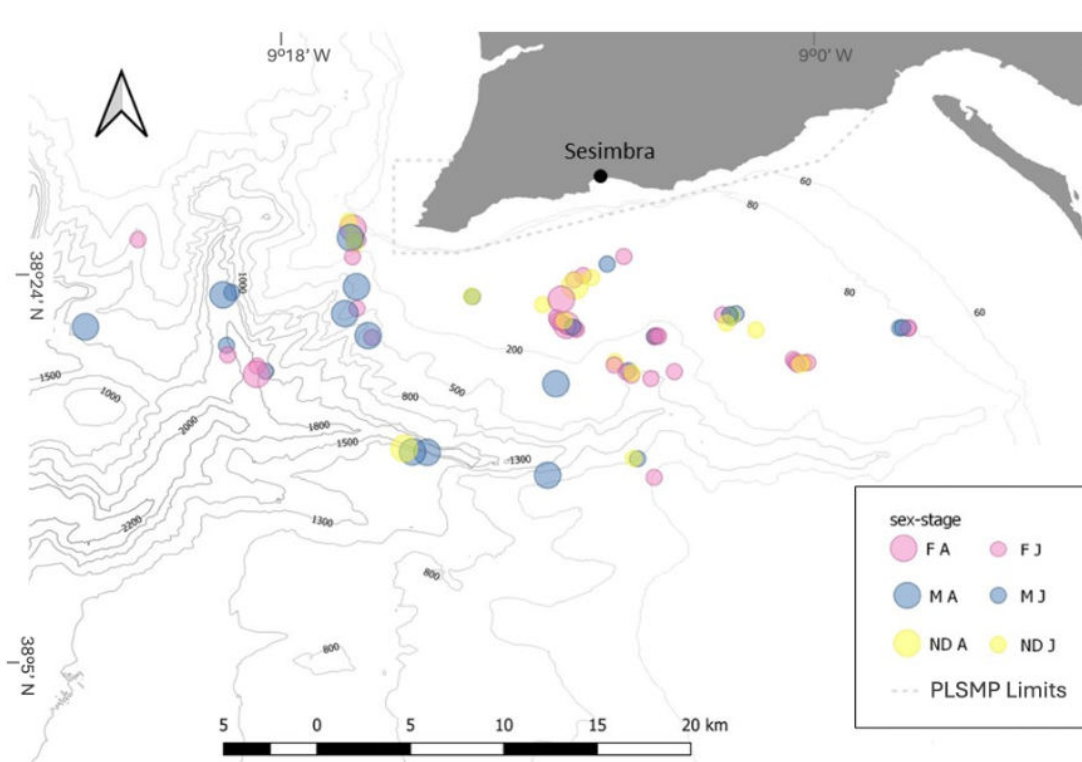 9º18' W
9º0' W
Sesimbra
60
80
38º24' N
1000
80
60
200
1500
1000
500
800
2000
1800
1500
1300
2200
1300
800
800
38º5' N
sex-stage
F A
F J
M A
M J
ND A
ND J
PLSMP Limits
5 0 5 10 15 20 km